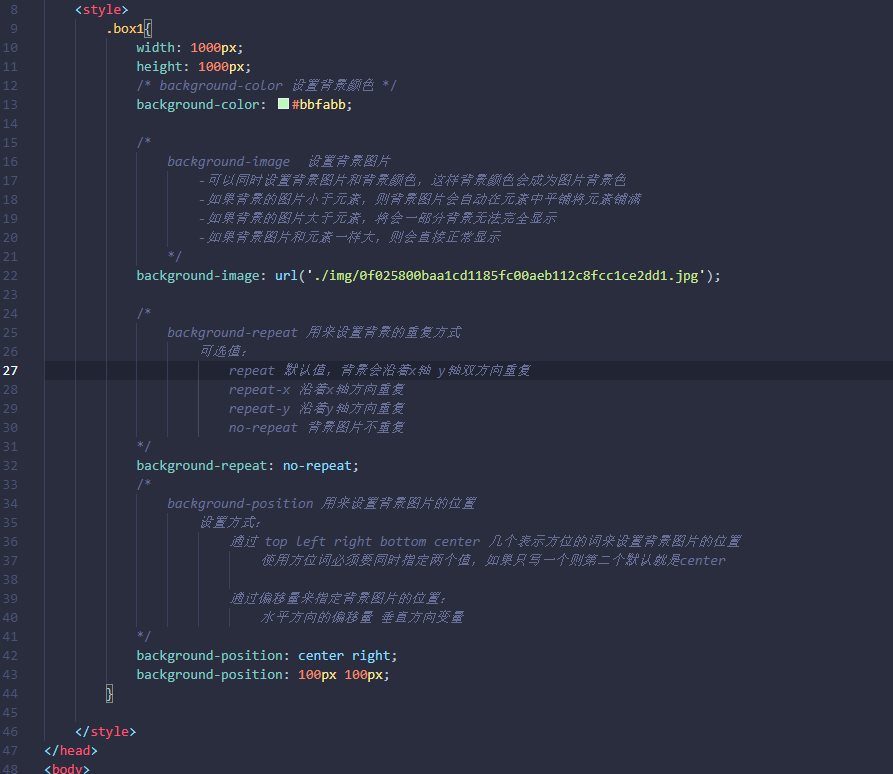 8 <style>
9 .box1{
10 width: 1000px;
11 height: 1000px;
12 /* background-color 设置背景颜色 */
13 background-color: #bbfabb;
14
15 /*
16 background-image  设置背景图片
17 -可以同时设置背景图片和背景颜色，这样背景颜色会成为图片背景色
18 -如果背景的图片小于元素，则背景图片会自动在元素中平铺将元素铺满
19 -如果背景的图片大于元素，将会一部分背景无法完全显示
20 -如果背景图片和元素一样大，则会直接正常显示
21 */
22 background-image: url('./img/0f025800baa1cd1185fc00aeb112c8fcc1ce2dd1.jpg');
23
24 /*
25 background-repeat 用来设置背景的重复方式
26 可选值：
27 repeat 默认值，背景会沿着x轴 y轴双方向重复
28 repeat-x 沿着x轴方向重复
29 repeat-y 沿着y轴方向重复
30 no-repeat 背景图片不重复
31 */
32 background-repeat: no-repeat;
33 /*
34 background-position 用来设置背景图片的位置
35 设置方式：
36 通过 top left right bottom center 几个表示方位的词来设置背景图片的位置
37 使用方位词必须要同时指定两个值，如果只写一个则第二个默认就是center
38
39 通过偏移量来指定背景图片的位置：
40 水平方向的偏移量 垂直方向变量
41 */
42 background-position: center right;
43 background-position: 100px 100px;
44 }
45
46 </style>
47 </head>
48 <body>